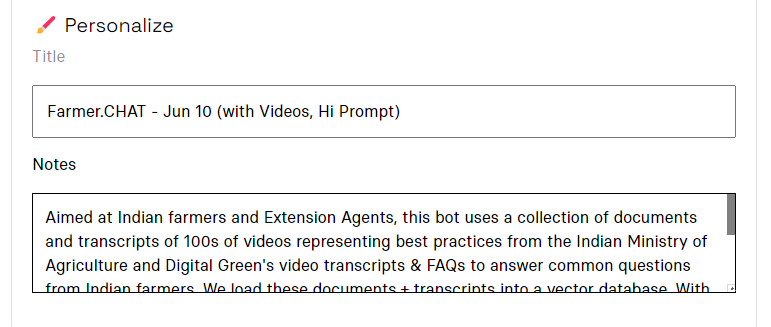 Personalize
Title
Farmer.CHAT - Jun 10 (with Videos, Hi Prompt)
Notes
Aimed at Indian farmers and Extension Agents, this bot uses a collection of documents
and transcripts of 100s of videos representing best practices from the Indian Ministry of
Agriculture and Digital Green's video transcripts & FAQs to answer common questions
from Indian farmers. We load these documents + transcripts into a vector database. With